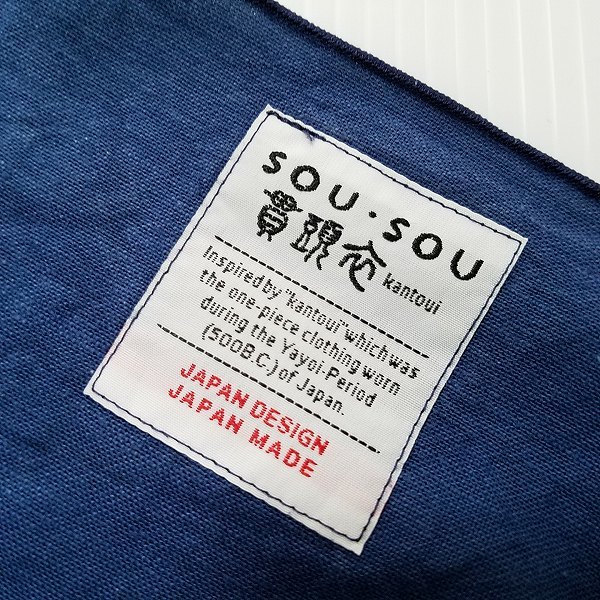 SOU・SOU
貫頭衣 kantoui
Inspired by "kantoui" which was
the one-piece clothing worn
during the Yayoi-Period
(500B.C.) of Japan.
JAPAN DESIGN
JAPAN MADE